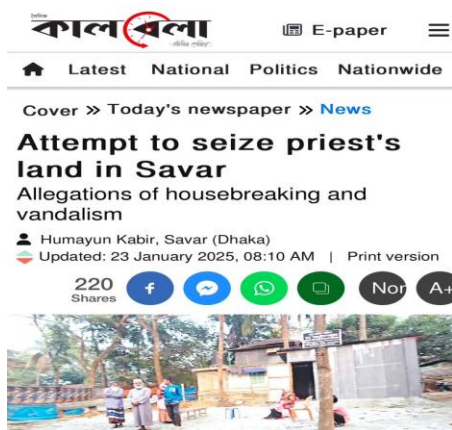 দৈনিক
কালবেলা
E-paper
Latest National Politics Nationwide
Cover » Today's newspaper » News
Attempt to seize priest's
land in Savar
Allegations of housebreaking and
vandalism
Humayun Kabir, Savar (Dhaka)
Updated: 23 January 2025, 08:10 AM | Print version
220
Shares
Nor
A+